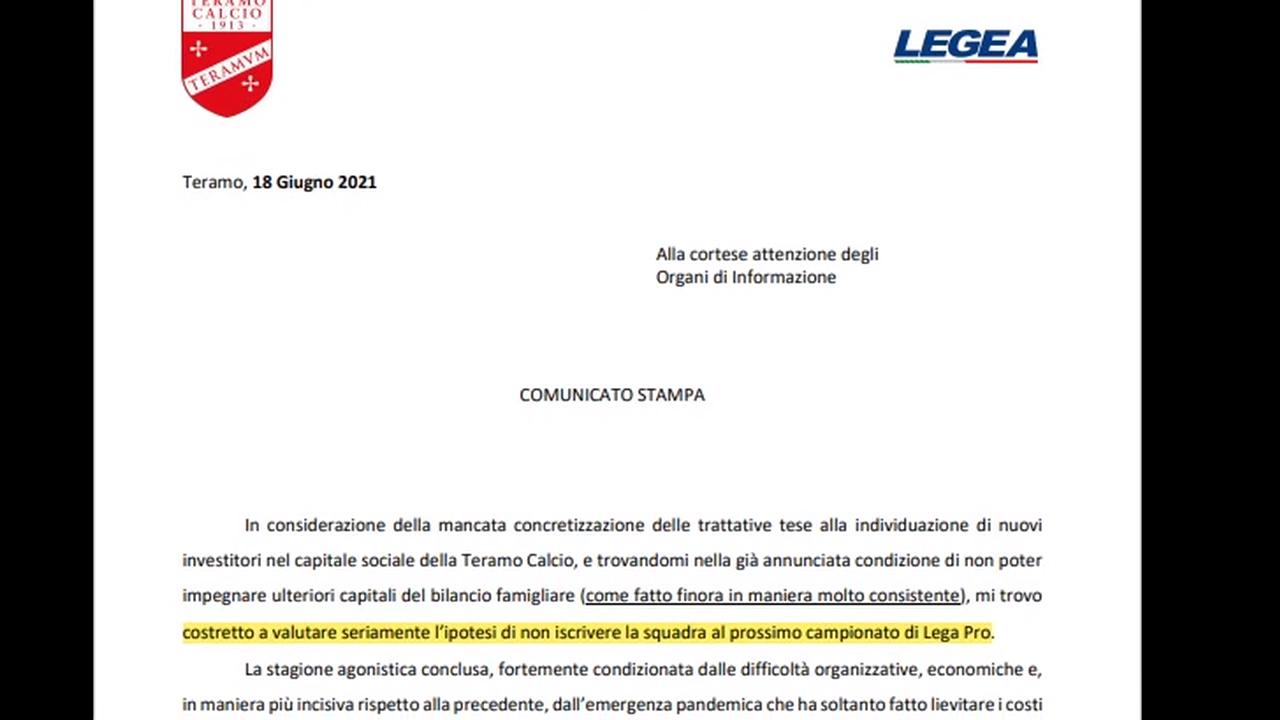 TERAMO
CALCIO
· 1913 ·
TERAMVM
LEGEA
Teramo, 18 Giugno 2021
Alla cortese attenzione degli
Organi di Informazione
COMUNICATO STAMPA
In considerazione della mancata concretizzazione delle trattative tese alla individuazione di nuovi
investitori nel capitale sociale della Teramo Calcio, e trovandomi nella già annunciata condizione di non poter
impegnare ulteriori capitali del bilancio famigliare (come fatto finora in maniera molto consistente), mi trovo
costretto a valutare seriamente l’ipotesi di non iscrivere la squadra al prossimo campionato di Lega Pro.
La stagione agonistica conclusa, fortemente condizionata dalle difficoltà organizzative, economiche e,
in maniera più incisiva rispetto alla precedente, dall’emergenza pandemica che ha soltanto fatto lievitare i costi